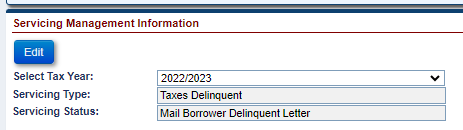 Servicing Management Information
Edit
Select Tax Year: 2022/2023
Servicing Type: Taxes Delinquent
Servicing Status: Mail Borrower Delinquent Letter